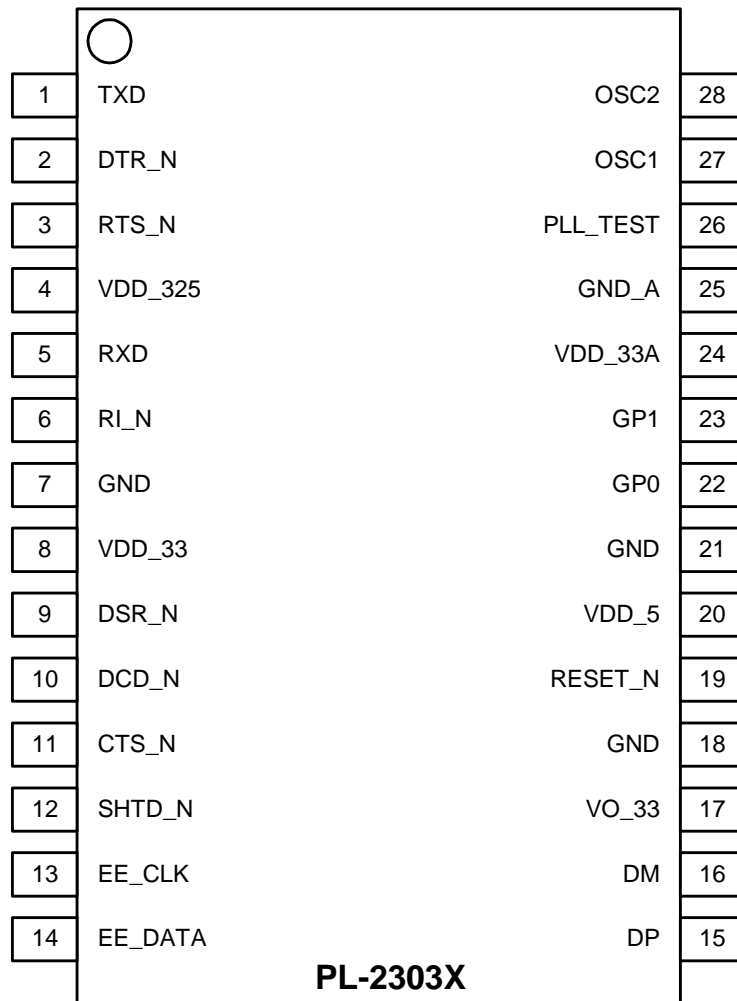 1 TXD OSC2 28
2 DTR_N OSC1 27
3 RTS_N PLL_TEST 26
4 VDD_325 GND_A 25
5 RXD VDD_33A 24
6 RI_N GP1 23
7 GND GP0 22
8 VDD_33 GND 21
9 DSR_N VDD_5 20
10 DCD_N RESET_N 19
11 CTS_N GND 18
12 SHTD_N VO_33 17
13 EE_CLK DM 16
14 EE_DATA DP 15
PL-2303X